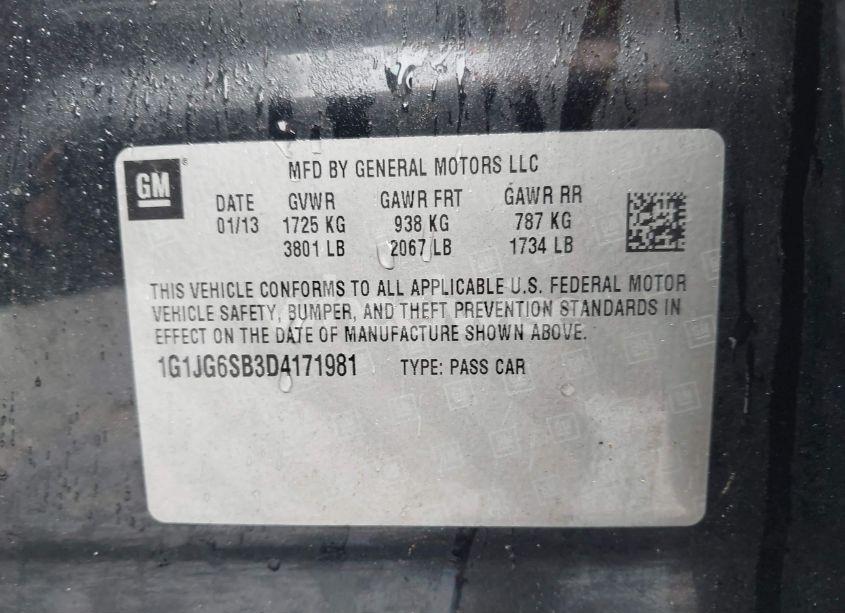 GM
MFD BY GENERAL MOTORS LLC
DATE GVWR GAWR FRT GAWR RR
01/13 1725 KG 938 KG 787 KG
3801 LB 2067 LB 1734 LB
THIS VEHICLE CONFORMS TO ALL APPLICABLE U.S. FEDERAL MOTOR
VEHICLE SAFETY, BUMPER, AND THEFT PREVENTION STANDARDS IN
EFFECT ON THE DATE OF MANUFACTURE SHOWN ABOVE.
1G1JG6SB3D4171981 TYPE: PASS CAR